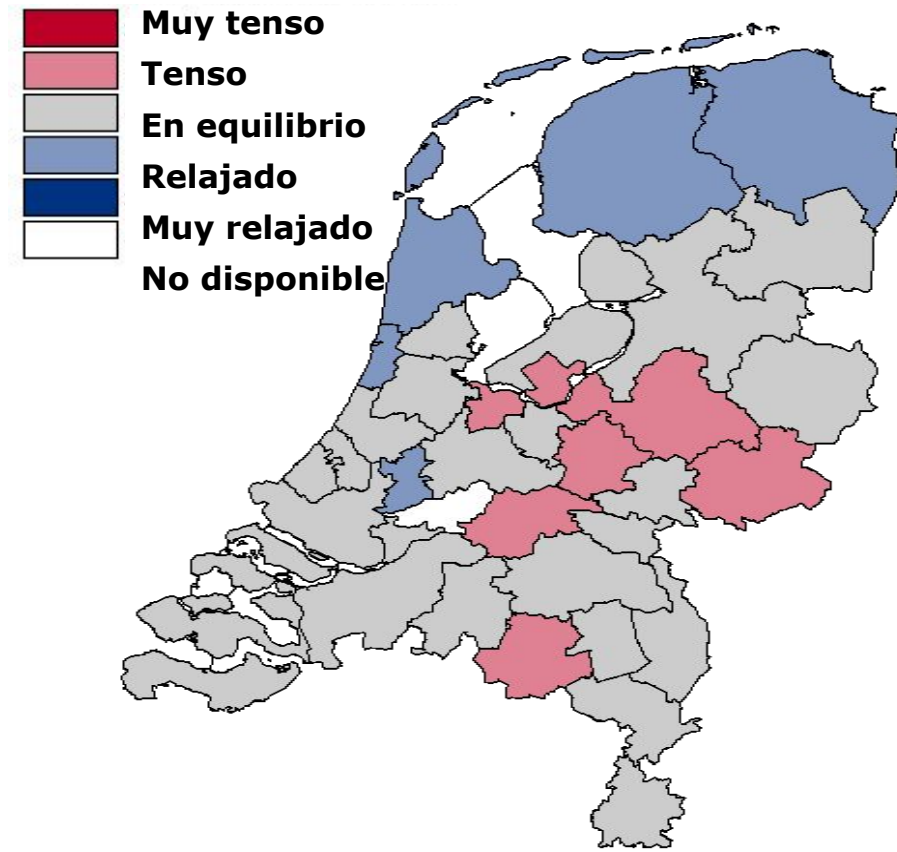 Muy tenso
Tenso
En equilibrio
Relajado
Muy relajado
No disponible